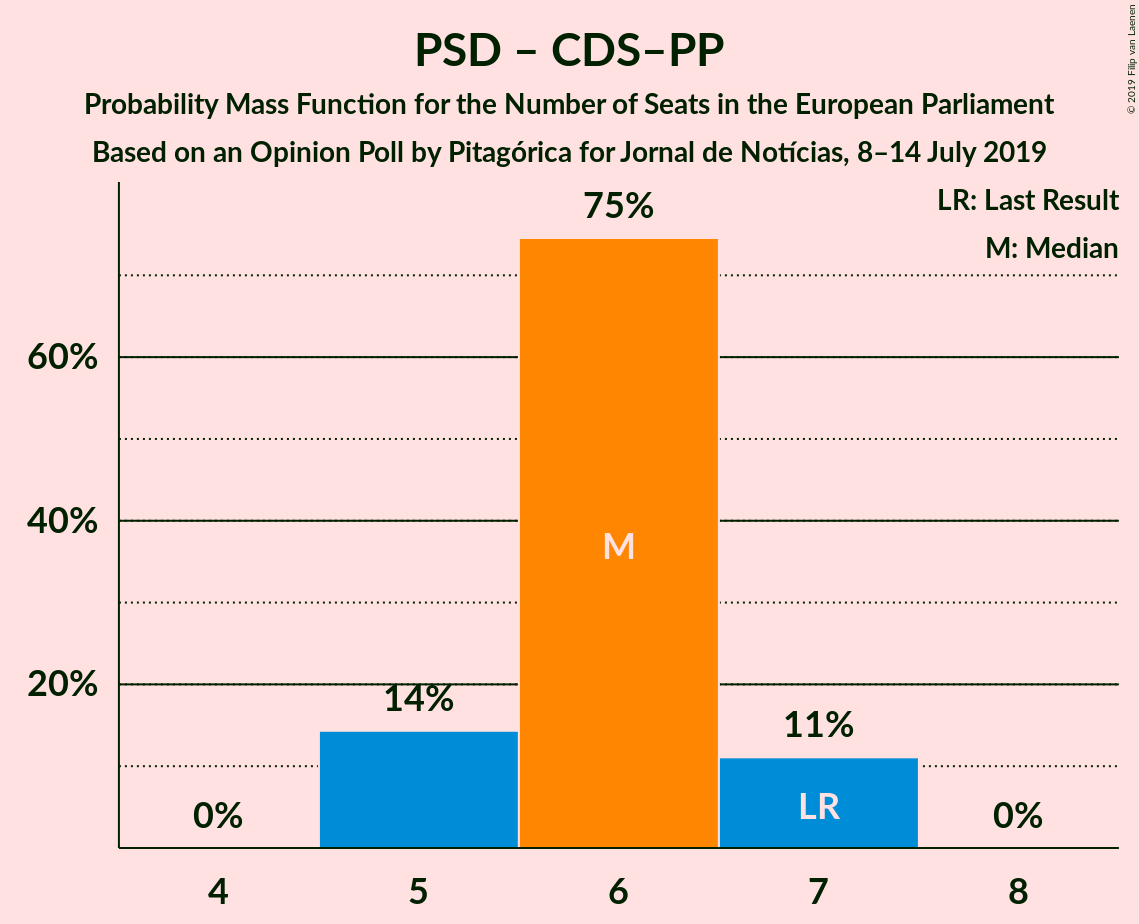 PSD – CDS–PP
Probability Mass Function for the Number of Seats in the European Parliament
Based on an Opinion Poll by Pitagórica for Jornal de Notícias, 8–14 July 2019
© 2019 Filip van Laenen
LR: Last Result
M: Median
75%
60%
M
40%
20%
14%
11%
LR
0%
0%
4 5 6 7 8